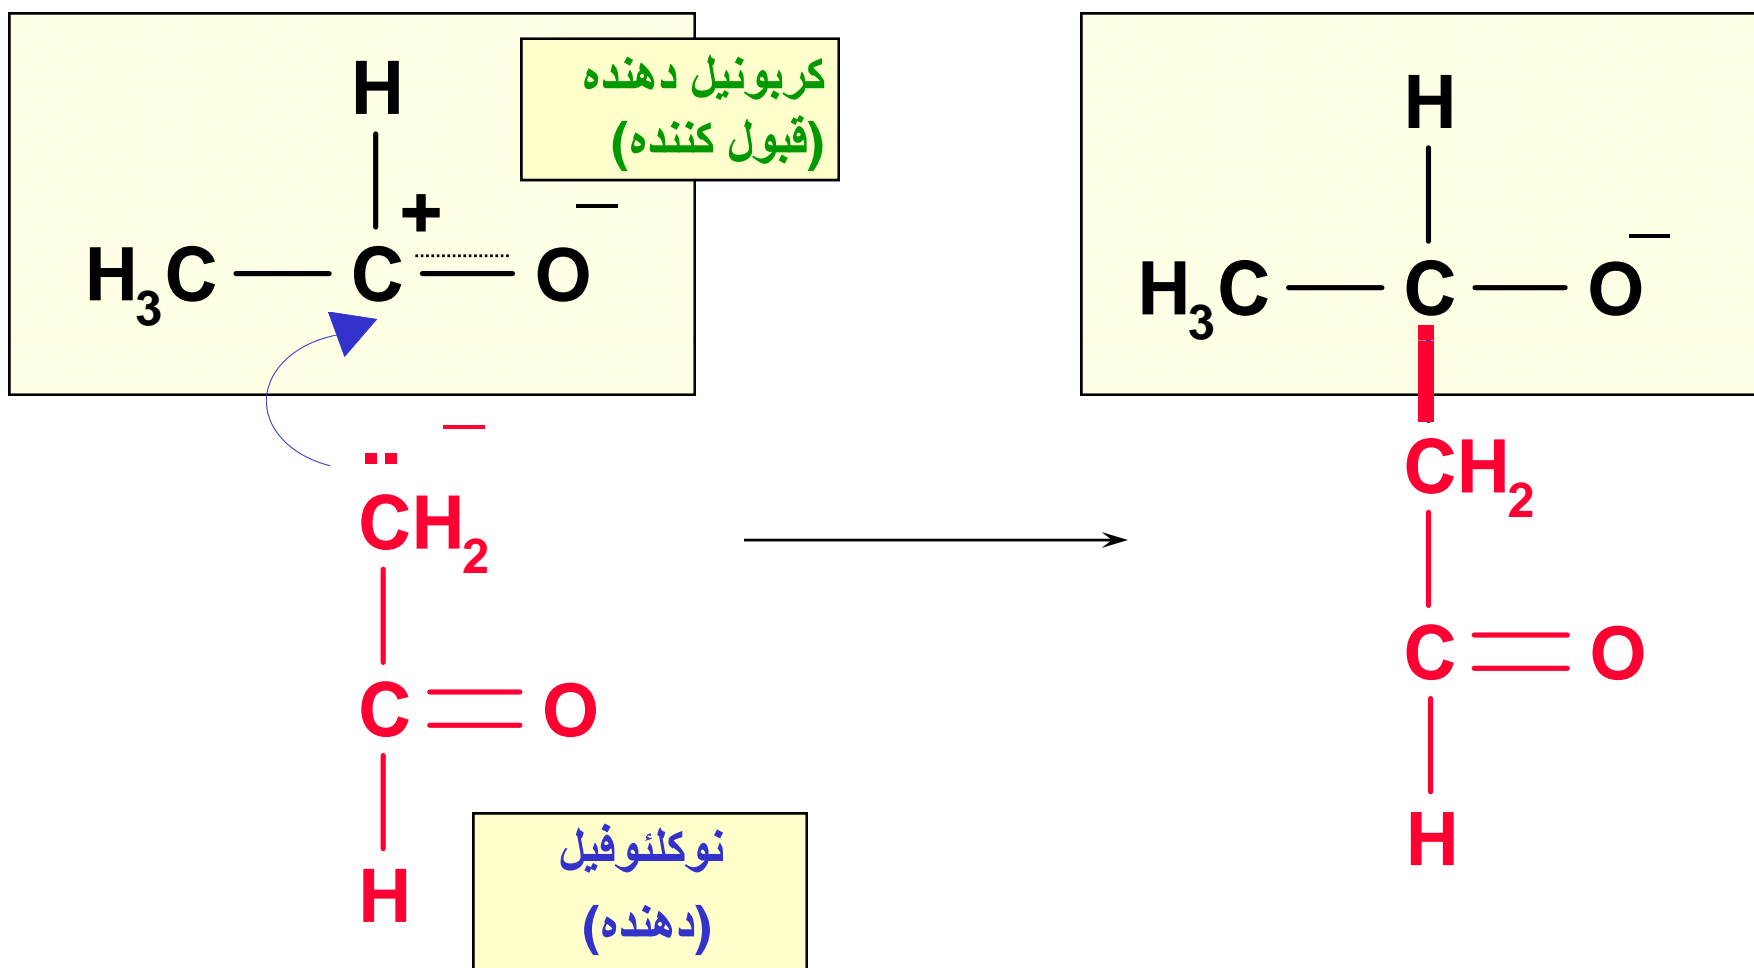 کربونیل دهنده
(قبول کننده)
H
+
—
H₃C — C = O
—
CH₂
C = O
H
نوکلئوفیل
(دهنده)
H
—
H₃C — C — O
CH₂
C = O
H